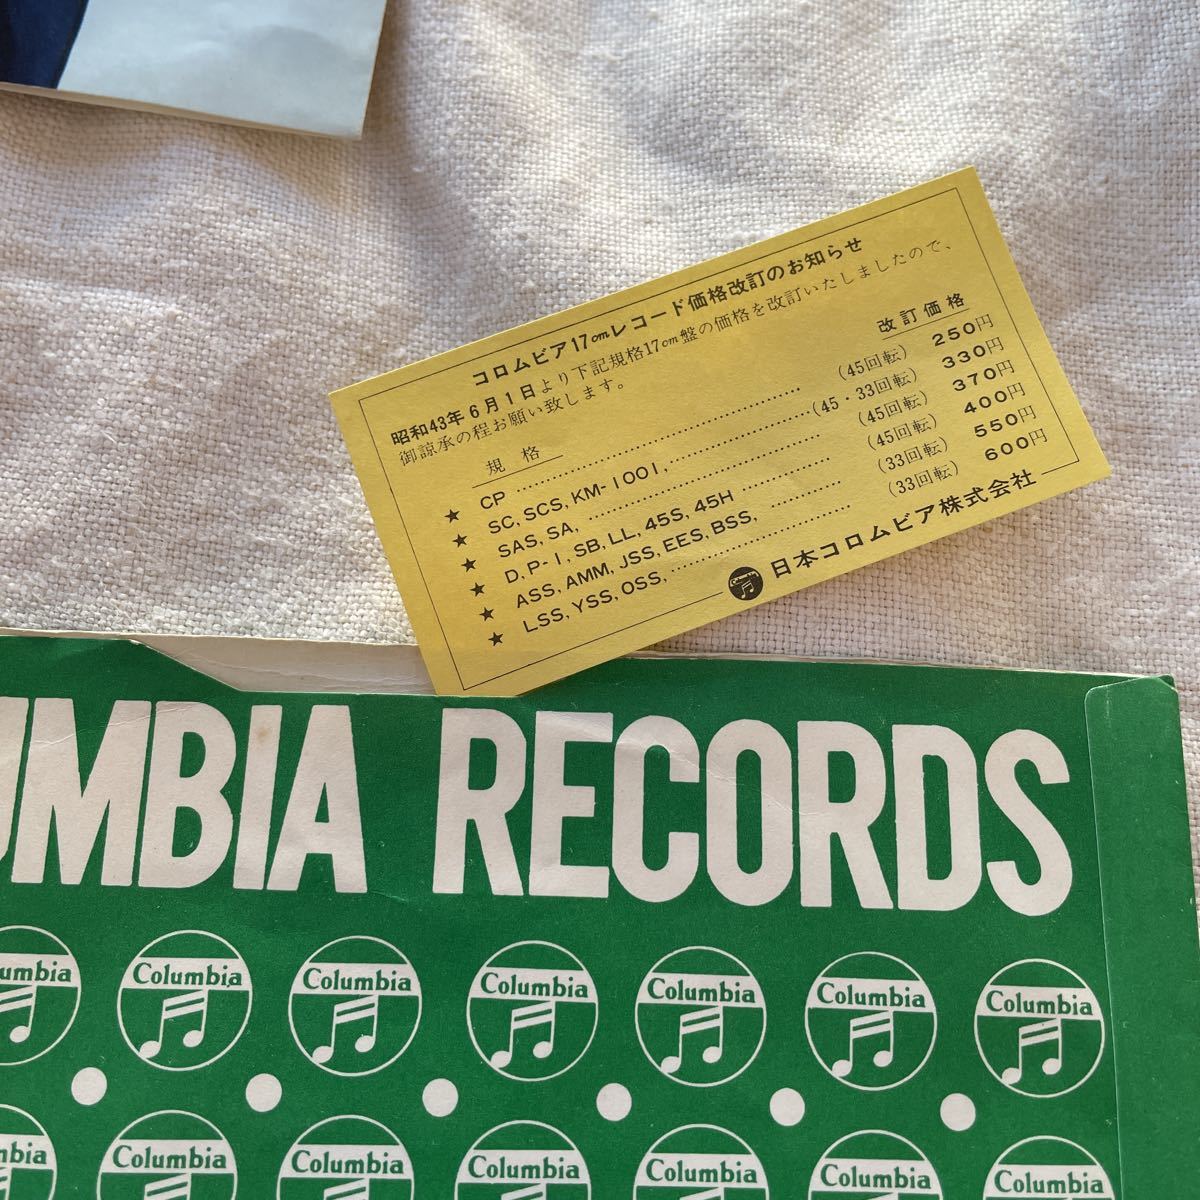 コロムビア17cmレコード価格改訂のお知らせ
昭和43年6月1日より下記規格17cm盤の価格を改訂いたしましたので、
御諒承の程お願い致します。
規格 改訂価格
★ CP ……………………………… (45回転) 250円
★ SC, SCS, KM-1001, ……………(45・33回転) 330円
★ SAS, SA, ……………………… (45回転) 370円
★ D, P-1, SB, LL, 45S, 45H ………… (45回転) 400円
★ ASS, AMM, JSS, EES, BSS, ………… (33回転) 550円
★ LSS, YSS, OSS, ……………………… (33回転) 600円
Columbia 日本コロムビア株式会社
UMBIA RECORDS
umbia Columbia Columbia Columbia Columbia Columbia Columbia
mbia Columbia Columbia Columbia Columbia Columbia Columbia